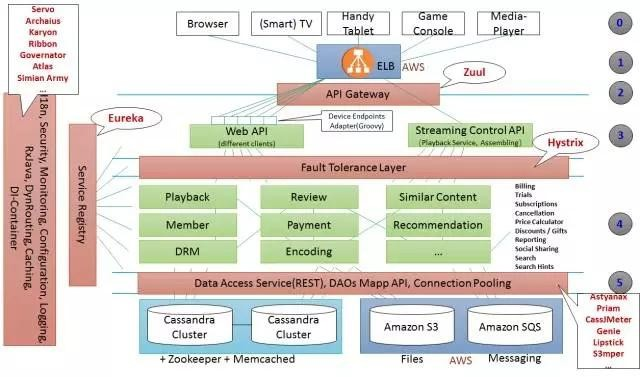 Servo
Archaius
Karyon
Ribbon
Governator
Atlas
Simian Army
Browser
(Smart) TV
Handy
Tablet
Game
Console
Media-
Player
0
ELB
AWS
1
Zuul
API Gateway
2
Eureka
Device Endpoints
Adapter(Groovy)
Web API
(different clients)
Streaming Control API
(Playback Service, Assembling)
3
Hystrix
Fault Tolerance Layer
I18n, Security, Monitoring, Configuration, Logging,
RxJava, DynRouting, Caching,
DI-Container
Service Registry
Playback
Review
Similar Content
Member
Payment
Recommendation
DRM
Encoding
...
Billing
Trials
Subscriptions
Cancellation
Price Calculator
Discounts / Gifts
Reporting
Social Sharing
Search
Search Hints
4
Data Access Service(REST), DAOs Mapp API, Connection Pooling
5
Cassandra
Cluster
Cassandra
Cluster
Amazon S3
Amazon SQS
+ Zookeeper + Memcached
Files
AWS
Messaging
Astyanax
Priam
CassJMeter
Genie
Lipstick
S3mper
...